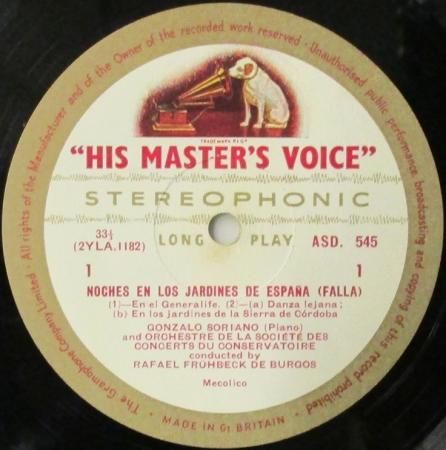 All rights of the Manufacturer and of the Owner of the recorded work reserved · Unauthorised public performance, broadcasting and copying of this record prohibited
TRADE MARK REGD
"HIS MASTER'S VOICE"
STEREOPHONIC
33⅓
(2YLA.1182)
LONG PLAY
ASD. 545
1 1
NOCHES EN LOS JARDINES DE ESPAÑA (FALLA)
(1)—En el Generalife. (2)—(a) Danza lejana;
(b) En los jardines de la Sierra de Córdoba
GONZALO SORIANO (Piano)
and ORCHESTRE DE LA SOCIÉTÉ DES
CONCERTS DU CONSERVATOIRE
conducted by
RAFAEL FRÜHBECK DE BURGOS
Mecolico
The Gramophone Company Limited ·
· MADE IN Gt BRITAIN ·